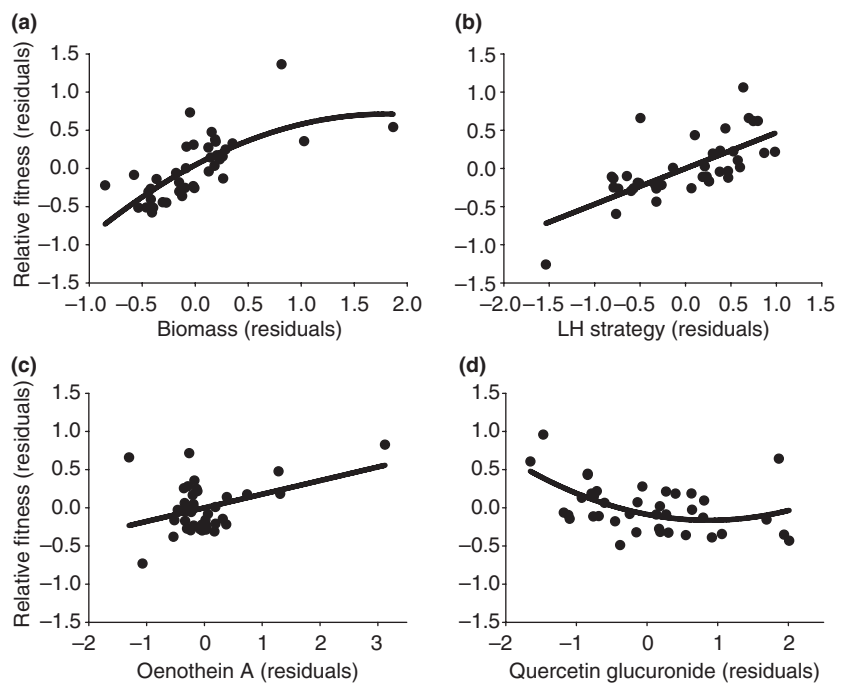 (a)
Relative fitness (residuals)
1.5
1.0
0.5
0.0
−0.5
−1.0
−1.5
−1.0 −0.5 0.0 0.5 1.0 1.5 2.0
Biomass (residuals)
(b)
1.5
1.0
0.5
0.0
−0.5
−1.0
−1.5
−2.0 −1.5 −1.0 −0.5 0.0 0.5 1.0 1.5
LH strategy (residuals)
(c)
Relative fitness (residuals)
1.5
1.0
0.5
0.0
−0.5
−1.0
−1.5
−2 −1 0 1 2 3
Oenothein A (residuals)
(d)
1.5
1.0
0.5
0.0
−0.5
−1.0
−1.5
−2 −1 0 1 2
Quercetin glucuronide (residuals)